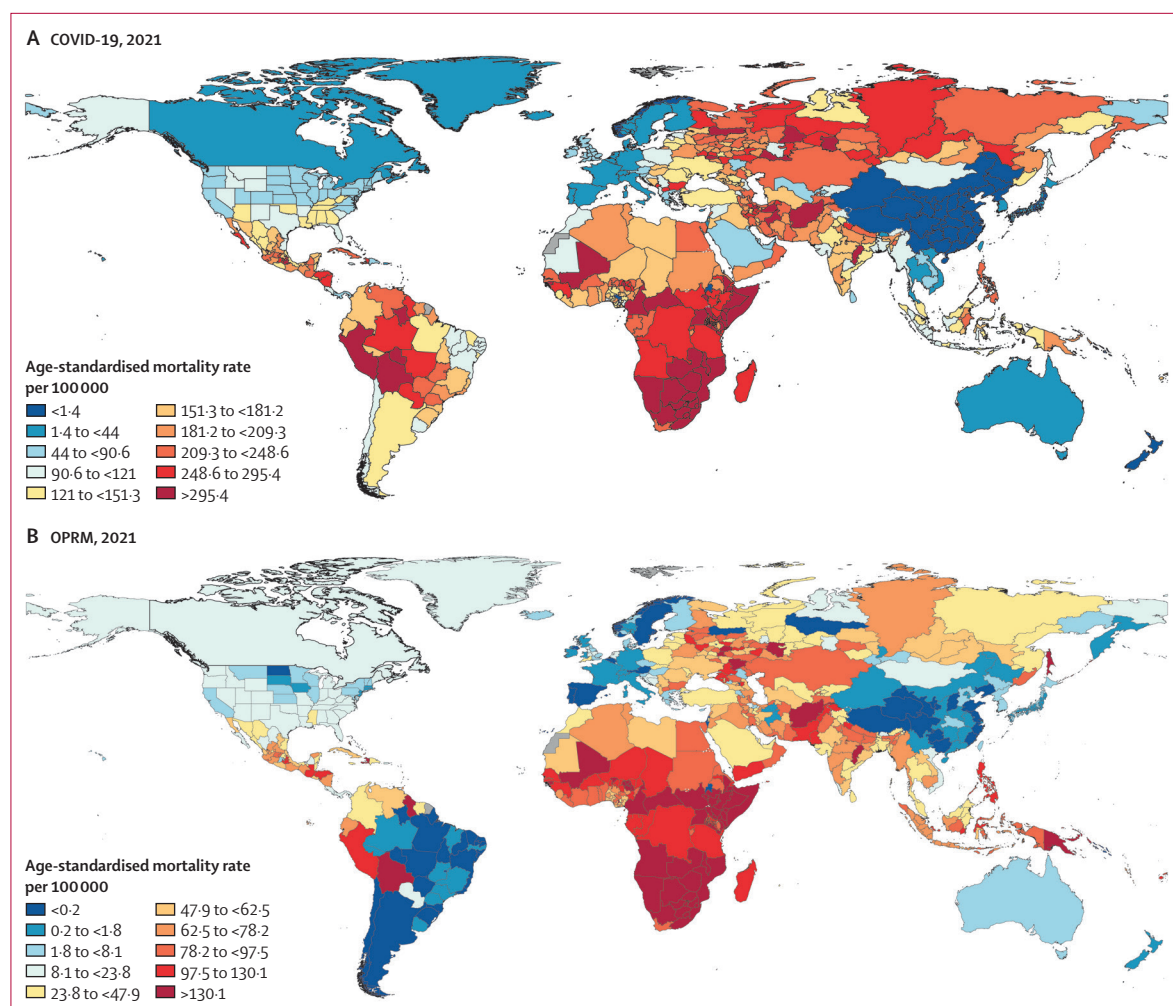 A COVID-19, 2021
Age-standardised mortality rate
per 100 000
<1·4
1·4 to <44
44 to <90·6
90·6 to <121
121 to <151·3
151·3 to <181·2
181·2 to <209·3
209·3 to <248·6
248·6 to 295·4
>295·4
B OPRM, 2021
Age-standardised mortality rate
per 100 000
<0·2
0·2 to <1·8
1·8 to <8·1
8·1 to <23·8
23·8 to <47·9
47·9 to <62·5
62·5 to <78·2
78·2 to <97·5
97·5 to 130·1
>130·1